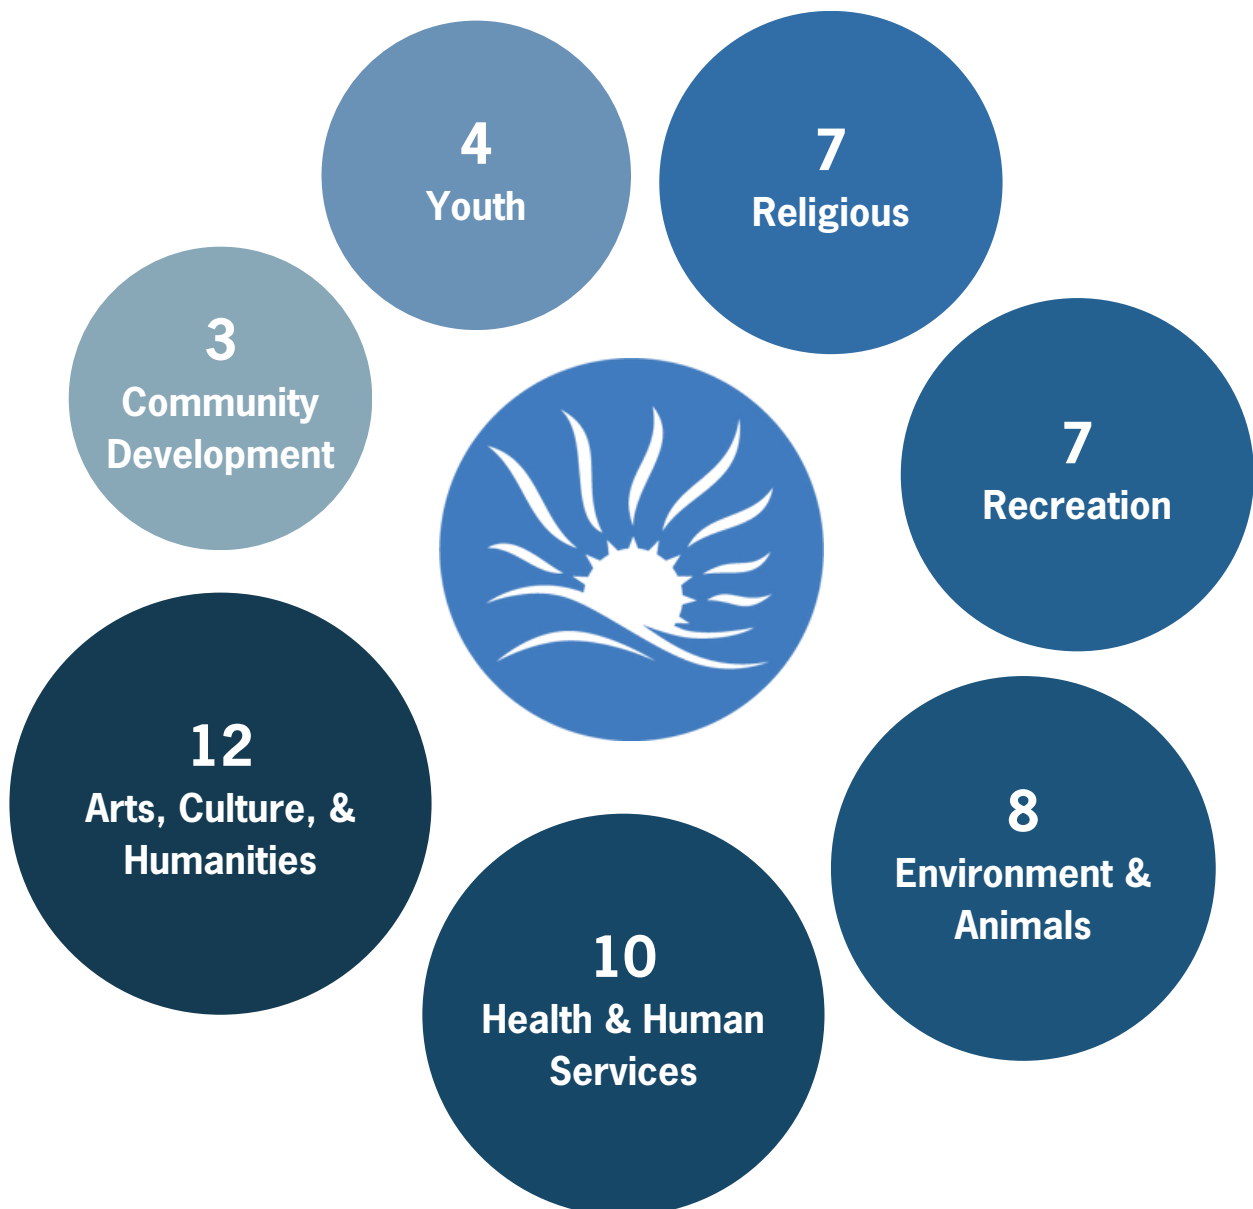 4
Youth
7
Religious
3
Community
Development
7
Recreation
12
Arts, Culture, &
Humanities
8
Environment &
Animals
10
Health & Human
Services